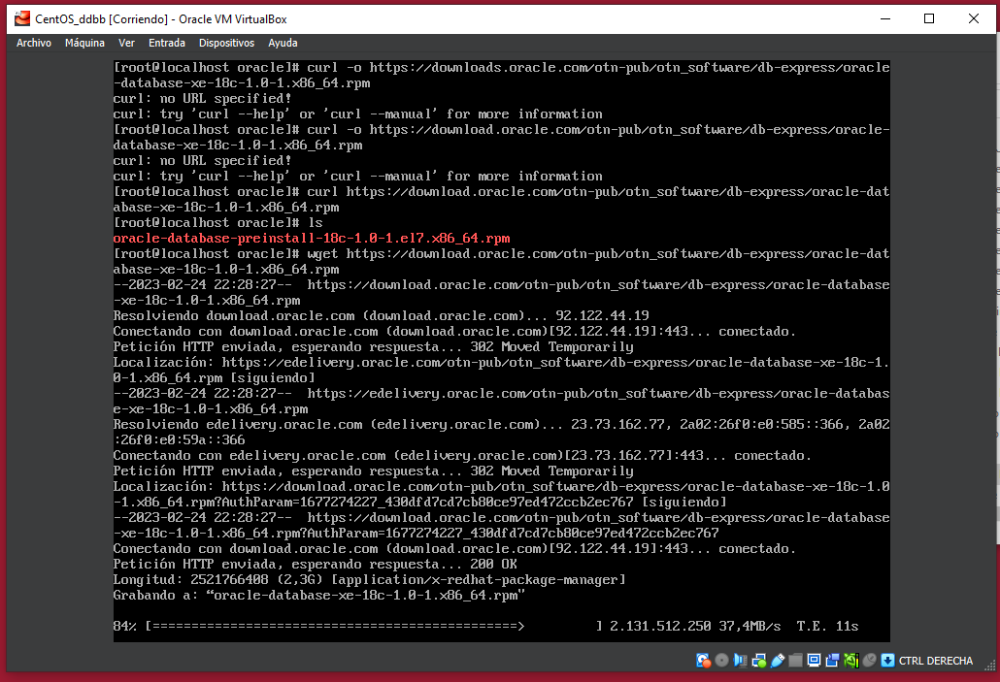 CentOS_ddbb [Corriendo] - Oracle VM VirtualBox
Archivo Máquina Ver Entrada Dispositivos Ayuda
[root@localhost oracle]# curl -o https://downloads.oracle.com/otn-pub/otn_software/db-express/oracle
-database-xe-18c-1.0-1.x86_64.rpm
curl: no URL specified!
curl: try 'curl --help' or 'curl --manual' for more information
[root@localhost oracle]# curl -o https://download.oracle.com/otn-pub/otn_software/db-express/oracle-
database-xe-18c-1.0-1.x86_64.rpm
curl: no URL specified!
curl: try 'curl --help' or 'curl --manual' for more information
[root@localhost oracle]# curl https://download.oracle.com/otn-pub/otn_software/db-express/oracle-dat
abase-xe-18c-1.0-1.x86_64.rpm
[root@localhost oracle]# ls
oracle-database-preinstall-18c-1.0-1.el7.x86_64.rpm
[root@localhost oracle]# wget https://download.oracle.com/otn-pub/otn_software/db-express/oracle-dat
abase-xe-18c-1.0-1.x86_64.rpm
--2023-02-24 22:28:27--  https://download.oracle.com/otn-pub/otn_software/db-express/oracle-database
-xe-18c-1.0-1.x86_64.rpm
Resolviendo download.oracle.com (download.oracle.com)... 92.122.44.19
Conectando con download.oracle.com (download.oracle.com)[92.122.44.19]:443... conectado.
Petición HTTP enviada, esperando respuesta... 302 Moved Temporarily
Localización: https://edelivery.oracle.com/otn-pub/otn_software/db-express/oracle-database-xe-18c-1.
0-1.x86_64.rpm [siguiendo]
--2023-02-24 22:28:27--  https://edelivery.oracle.com/otn-pub/otn_software/db-express/oracle-databas
e-xe-18c-1.0-1.x86_64.rpm
Resolviendo edelivery.oracle.com (edelivery.oracle.com)... 23.73.162.77, 2a02:26f0:e0:585::366, 2a02
:26f0:e0:59a::366
Conectando con edelivery.oracle.com (edelivery.oracle.com)[23.73.162.77]:443... conectado.
Petición HTTP enviada, esperando respuesta... 302 Moved Temporarily
Localización: https://download.oracle.com/otn-pub/otn_software/db-express/oracle-database-xe-18c-1.0
-1.x86_64.rpm?AuthParam=1677274227_430dfd7cd7cb80ce97ed472ccb2ec767 [siguiendo]
--2023-02-24 22:28:27--  https://download.oracle.com/otn-pub/otn_software/db-express/oracle-database
-xe-18c-1.0-1.x86_64.rpm?AuthParam=1677274227_430dfd7cd7cb80ce97ed472ccb2ec767
Conectando con download.oracle.com (download.oracle.com)[92.122.44.19]:443... conectado.
Petición HTTP enviada, esperando respuesta... 200 OK
Longitud: 2521766408 (2,3G) [application/x-redhat-package-manager]
Grabando a: “oracle-database-xe-18c-1.0-1.x86_64.rpm”
84% [===============================================>         ] 2.131.512.250 37,4MB/s  T.E. 11s
CTRL DERECHA